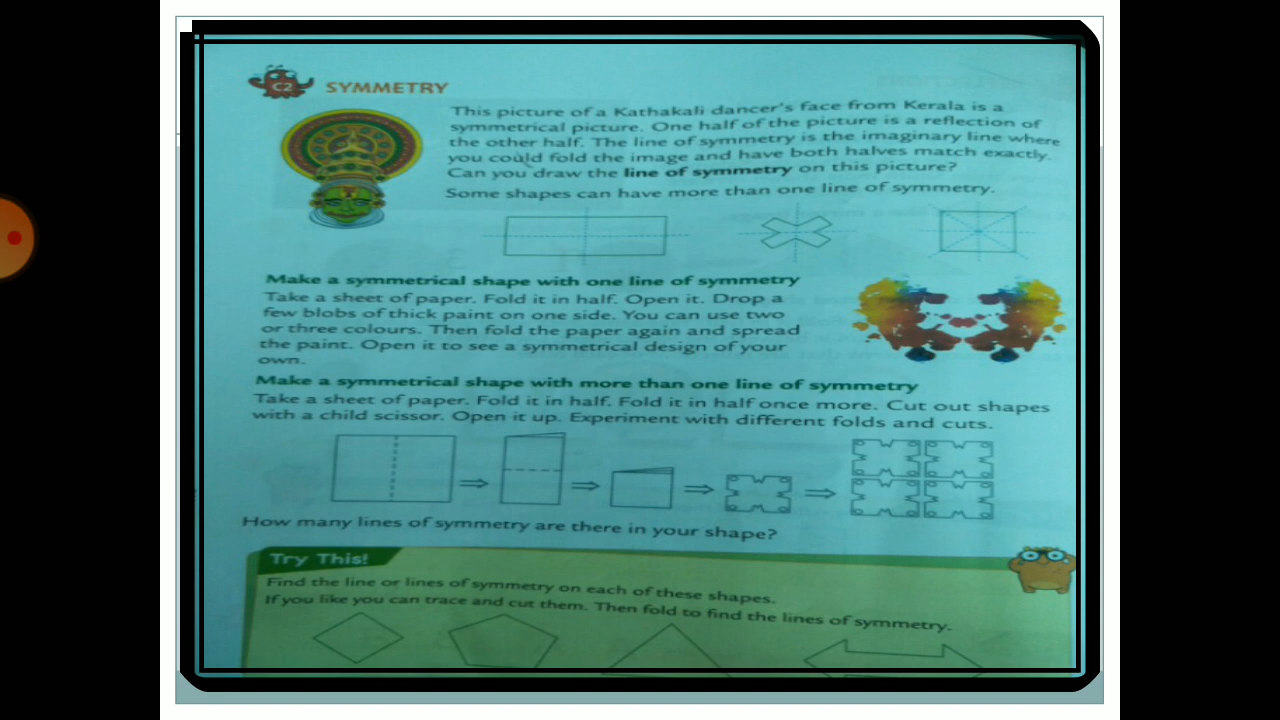 C2 SYMMETRY
This picture of a Kathakali dancer's face from Kerala is a
symmetrical picture. One half of the picture is a reflection of
the other half. The line of symmetry is the imaginary line where
you could fold the image and have both halves match exactly.
Can you draw the line of symmetry on this picture?
Some shapes can have more than one line of symmetry.
Make a symmetrical shape with one line of symmetry
Take a sheet of paper. Fold it in half. Open it. Drop a
few blobs of thick paint on one side. You can use two
or three colours. Then fold the paper again and spread
the paint. Open it to see a symmetrical design of your
own.
Make a symmetrical shape with more than one line of symmetry
Take a sheet of paper. Fold it in half. Fold it in half once more. Cut out shapes
with a child scissor. Open it up. Experiment with different folds and cuts.
How many lines of symmetry are there in your shape?
Try This!
Find the line or lines of symmetry on each of these shapes.
If you like you can trace and cut them. Then fold to find the lines of symmetry.